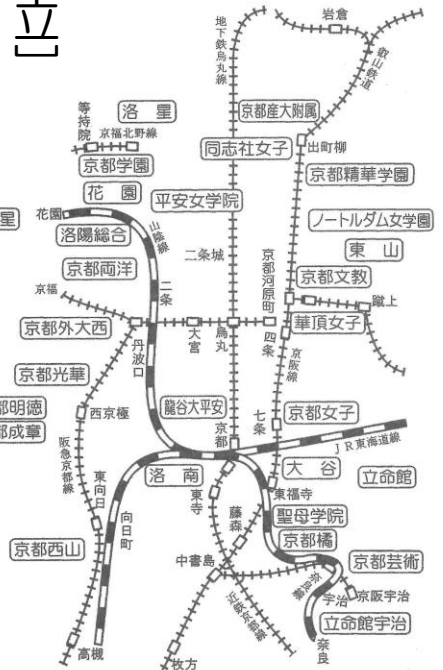 立】
地下鉄烏丸線
岩倉
叡山鉄道
等持院
洛星
京福北野線
京都学園
京都産大附属
同志社女子
出町柳
京都精華学園
花園
平安女学院
ノートルダム女学園
星
花園
洛陽総合
山陰線
二条城
京都河原町
東山
京都両洋
二条
京都文教
京福
蹴上
京都外大西
丹波口
大宮
烏丸
四条
京阪線
華頂女子
京都光華
都明徳
西京極
龍谷大平安
七条
京都女子
都成章
京都
JR東海道線
阪急京都線
東向日
向日町
洛南
大谷
立命館
東寺
藤森
東福寺
聖母学院
京都橘
京都西山
中書島
京都芸術
奈良線
宇治
京阪宇治
近鉄京都線
立命館宇治
高槻
枚方
奈良